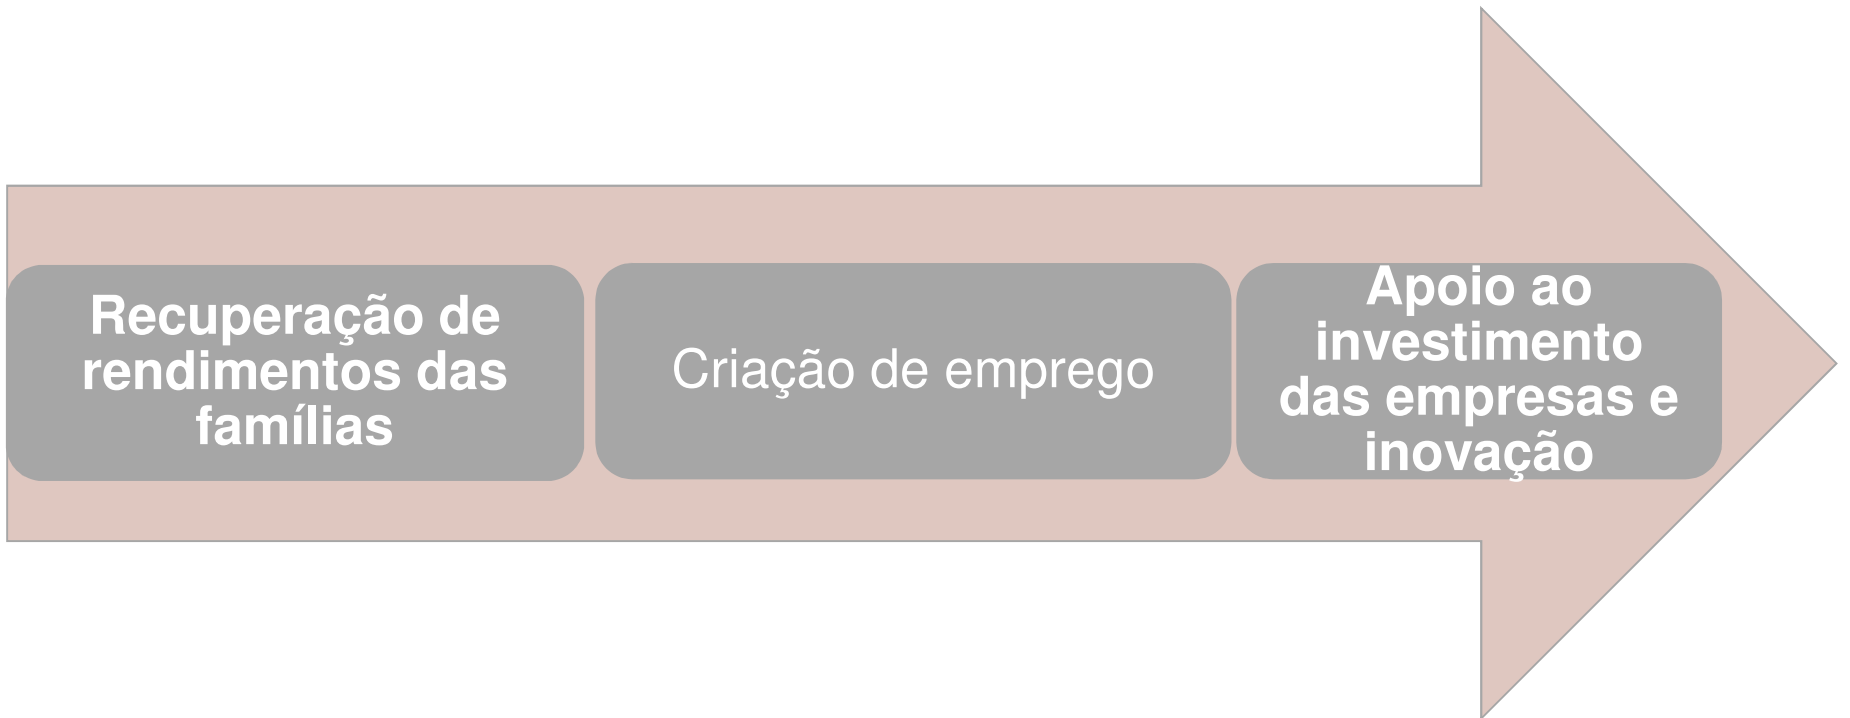 Recuperação de
rendimentos das
famílias
Criação de emprego
Apoio ao
investimento
das empresas e
inovação